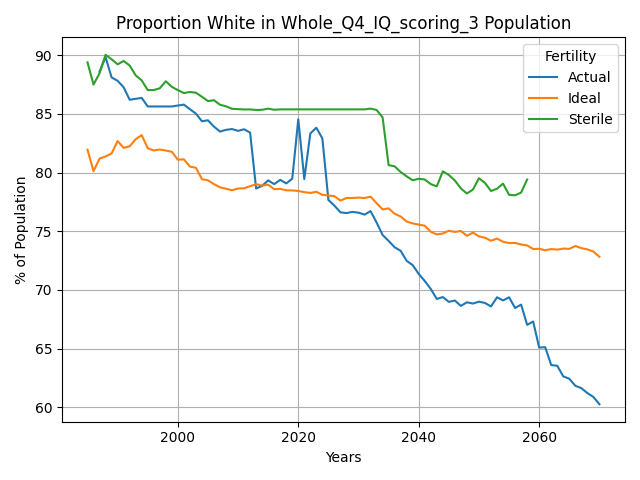 Proportion White in Whole_Q4_IQ_scoring_3 Population
Fertility
Actual
Ideal
Sterile
90
85
80
75
70
65
60
% of Population
2000
2020
2040
2060
Years